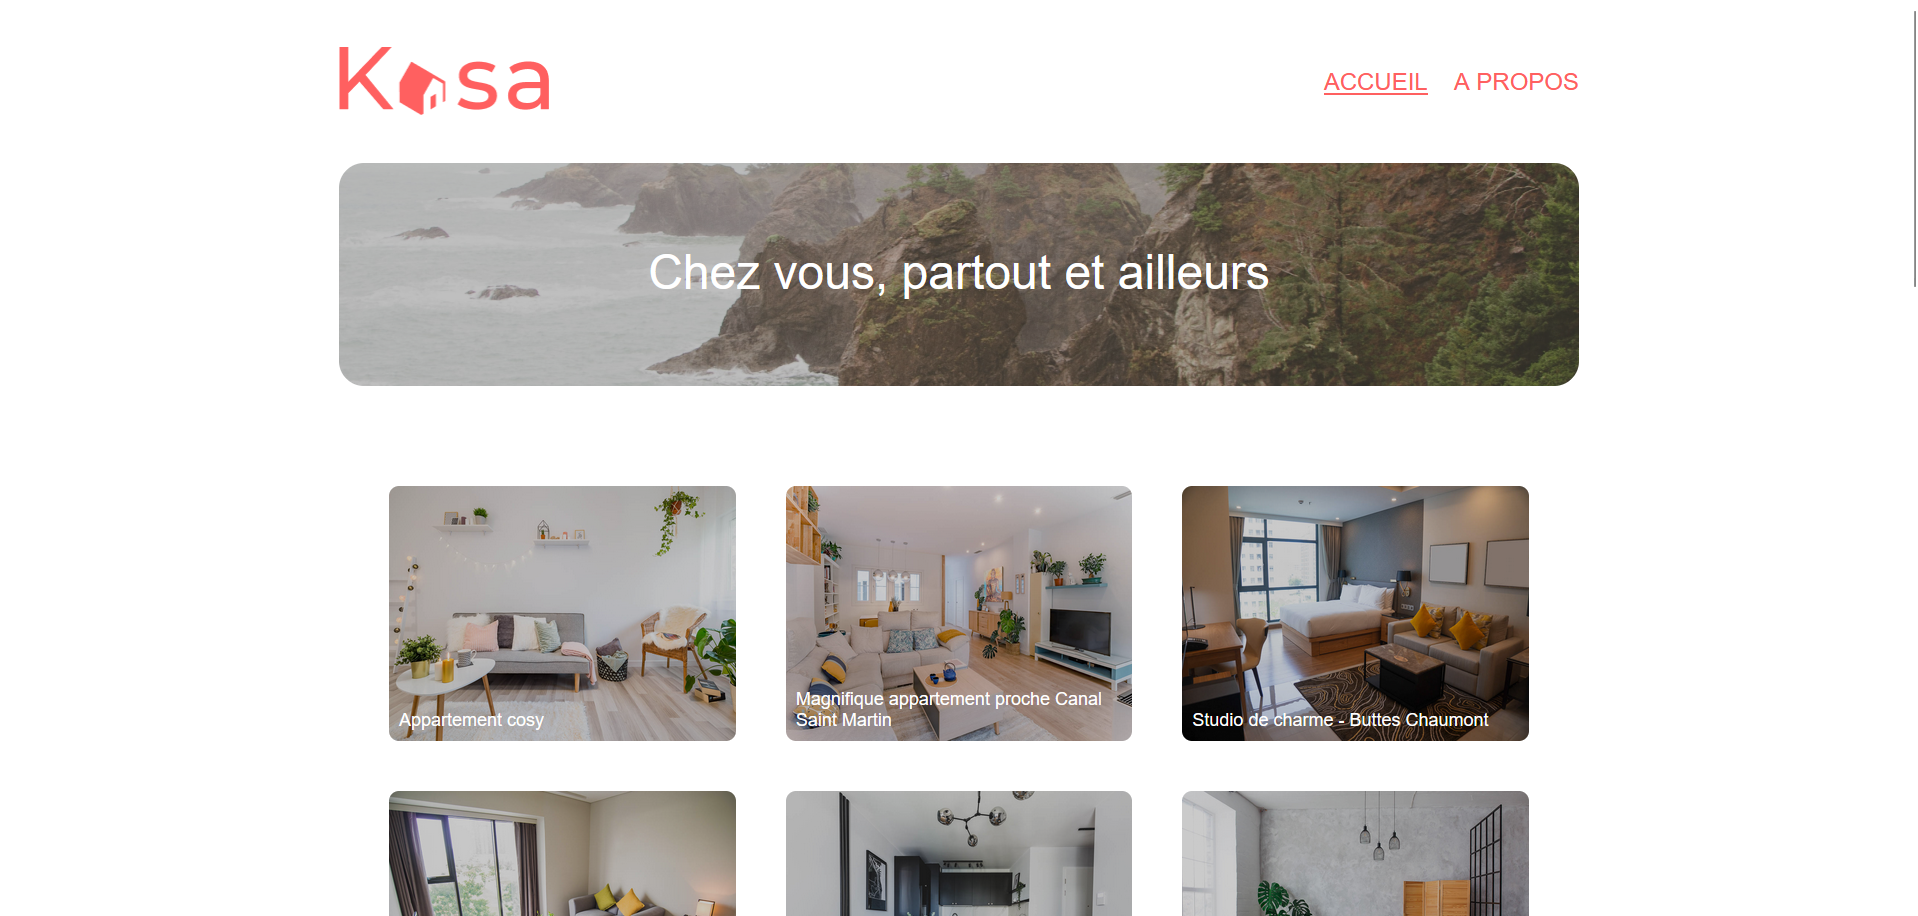 Kasa
ACCUEIL A PROPOS
Chez vous, partout et ailleurs
Appartement cosy
Magnifique appartement proche Canal
Saint Martin
Studio de charme - Buttes Chaumont